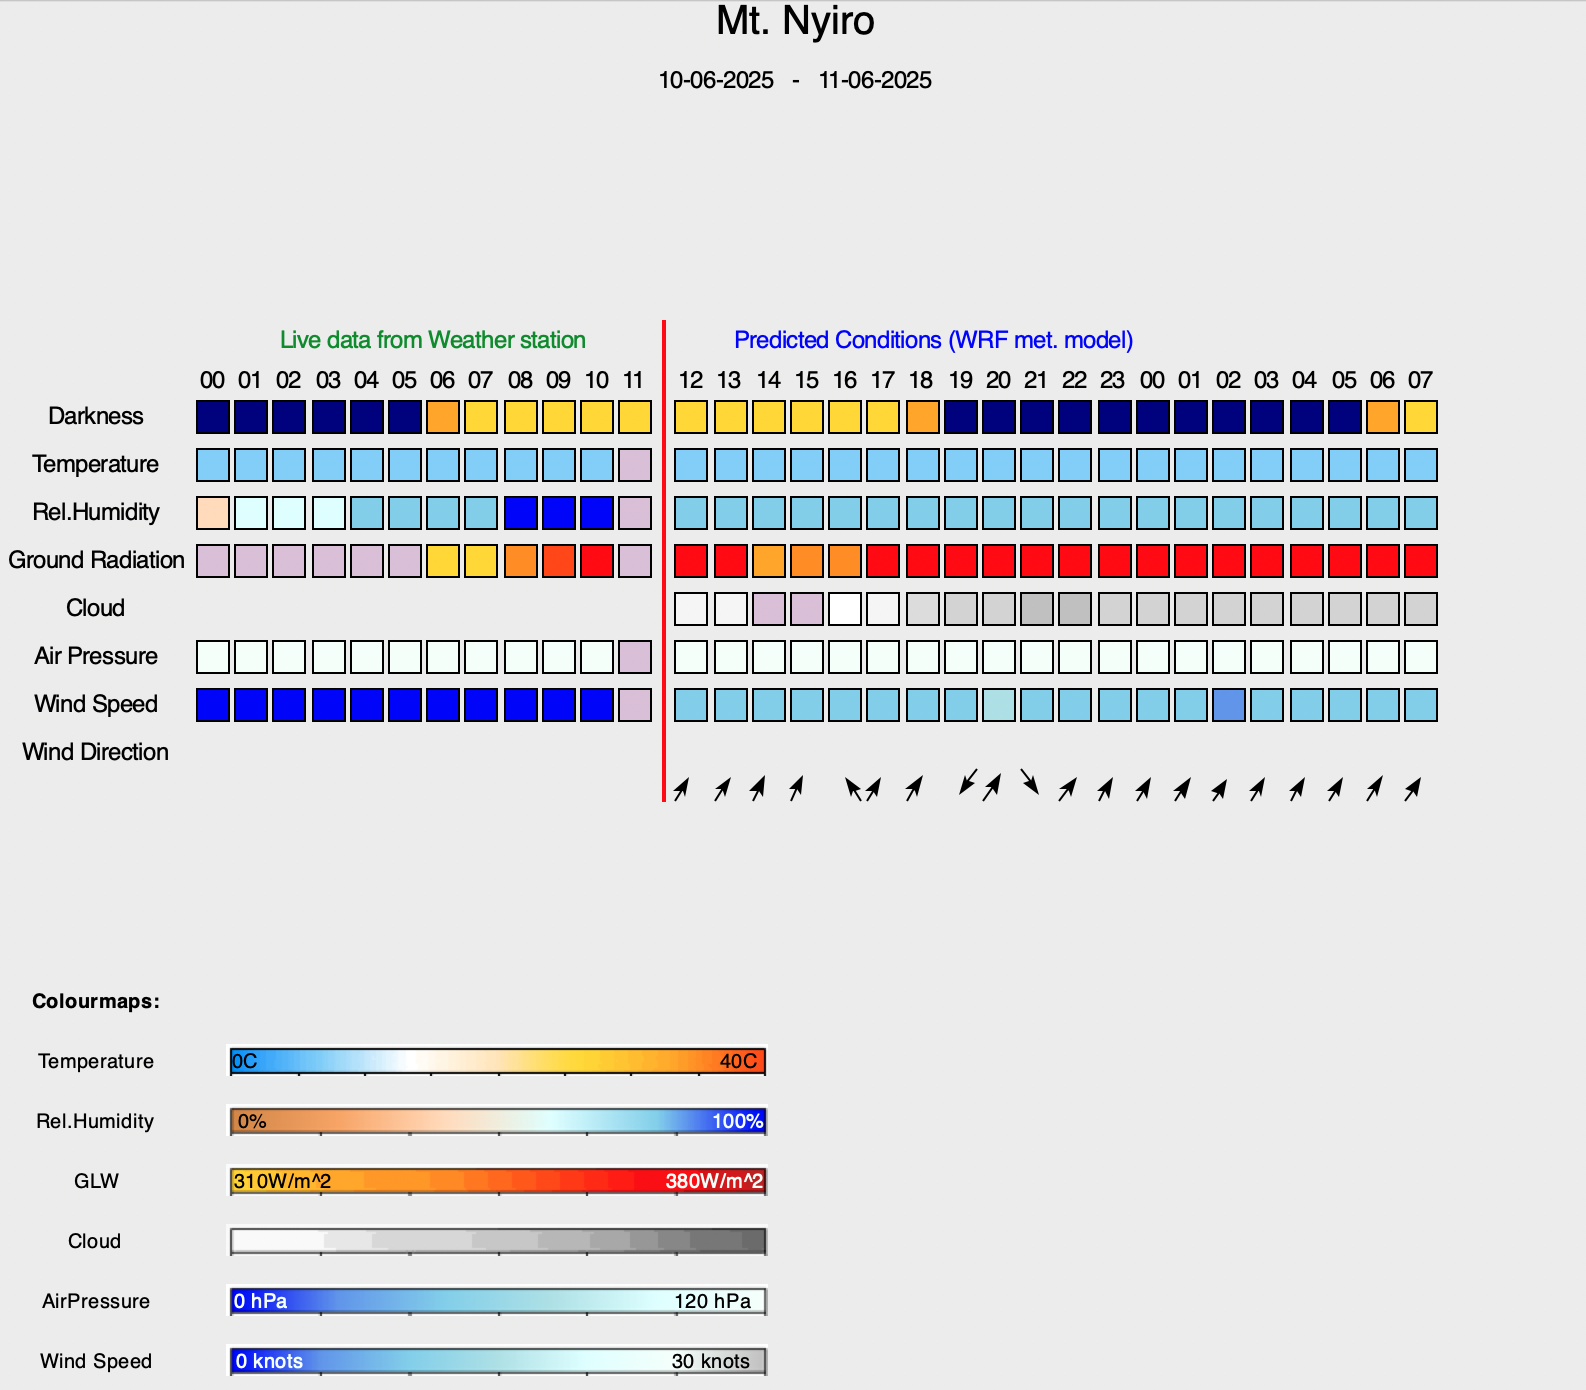 Mt. Nyiro
10-06-2025 - 11-06-2025
Live data from Weather station
Predicted Conditions (WRF met. model)
00 01 02 03 04 05 06 07 08 09 10 11 12 13 14 15 16 17 18 19 20 21 22 23 00 01 02 03 04 05 06 07
Darkness
Temperature
Rel.Humidity
Ground Radiation
Cloud
Air Pressure
Wind Speed
Wind Direction
Colourmaps:
Temperature 0C 40C
Rel.Humidity 0% 100%
GLW 310W/m^2 380W/m^2
Cloud
AirPressure 0 hPa 120 hPa
Wind Speed 0 knots 30 knots